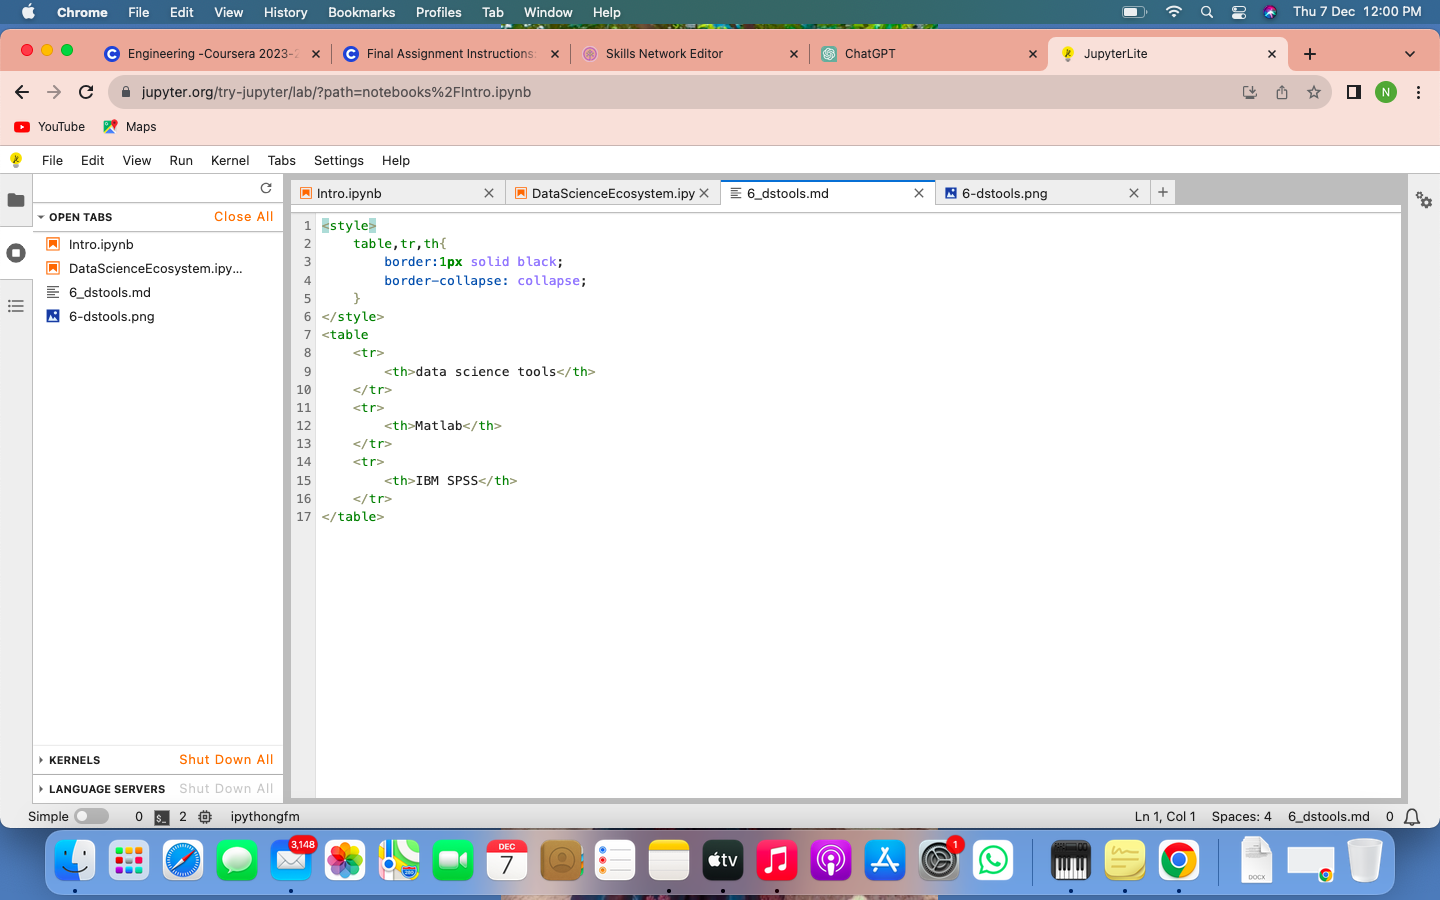 Chrome File Edit View History Bookmarks Profiles Tab Window Help Thu 7 Dec 12:00 PM
Engineering -Coursera 2023-2 Final Assignment Instructions: Skills Network Editor ChatGPT JupyterLite
jupyter.org/try-jupyter/lab/?path=notebooks%2FIntro.ipynb N
YouTube Maps
File Edit View Run Kernel Tabs Settings Help
Intro.ipynb DataScienceEcosystem.ipy 6_dstools.md 6-dstools.png
OPEN TABS Close All
Intro.ipynb
DataScienceEcosystem.ipy...
6_dstools.md
6-dstools.png
1 <style>
2 table,tr,th{
3 border:1px solid black;
4 border-collapse: collapse;
5 }
6 </style>
7 <table
8 <tr>
9 <th>data science tools</th>
10 </tr>
11 <tr>
12 <th>Matlab</th>
13 </tr>
14 <tr>
15 <th>IBM SPSS</th>
16 </tr>
17 </table>
KERNELS Shut Down All
LANGUAGE SERVERS Shut Down All
Simple 0 $_ 2 ipythongfm Ln 1, Col 1 Spaces: 4 6_dstools.md 0
3,148 DEC 7 tv 1 DOCX